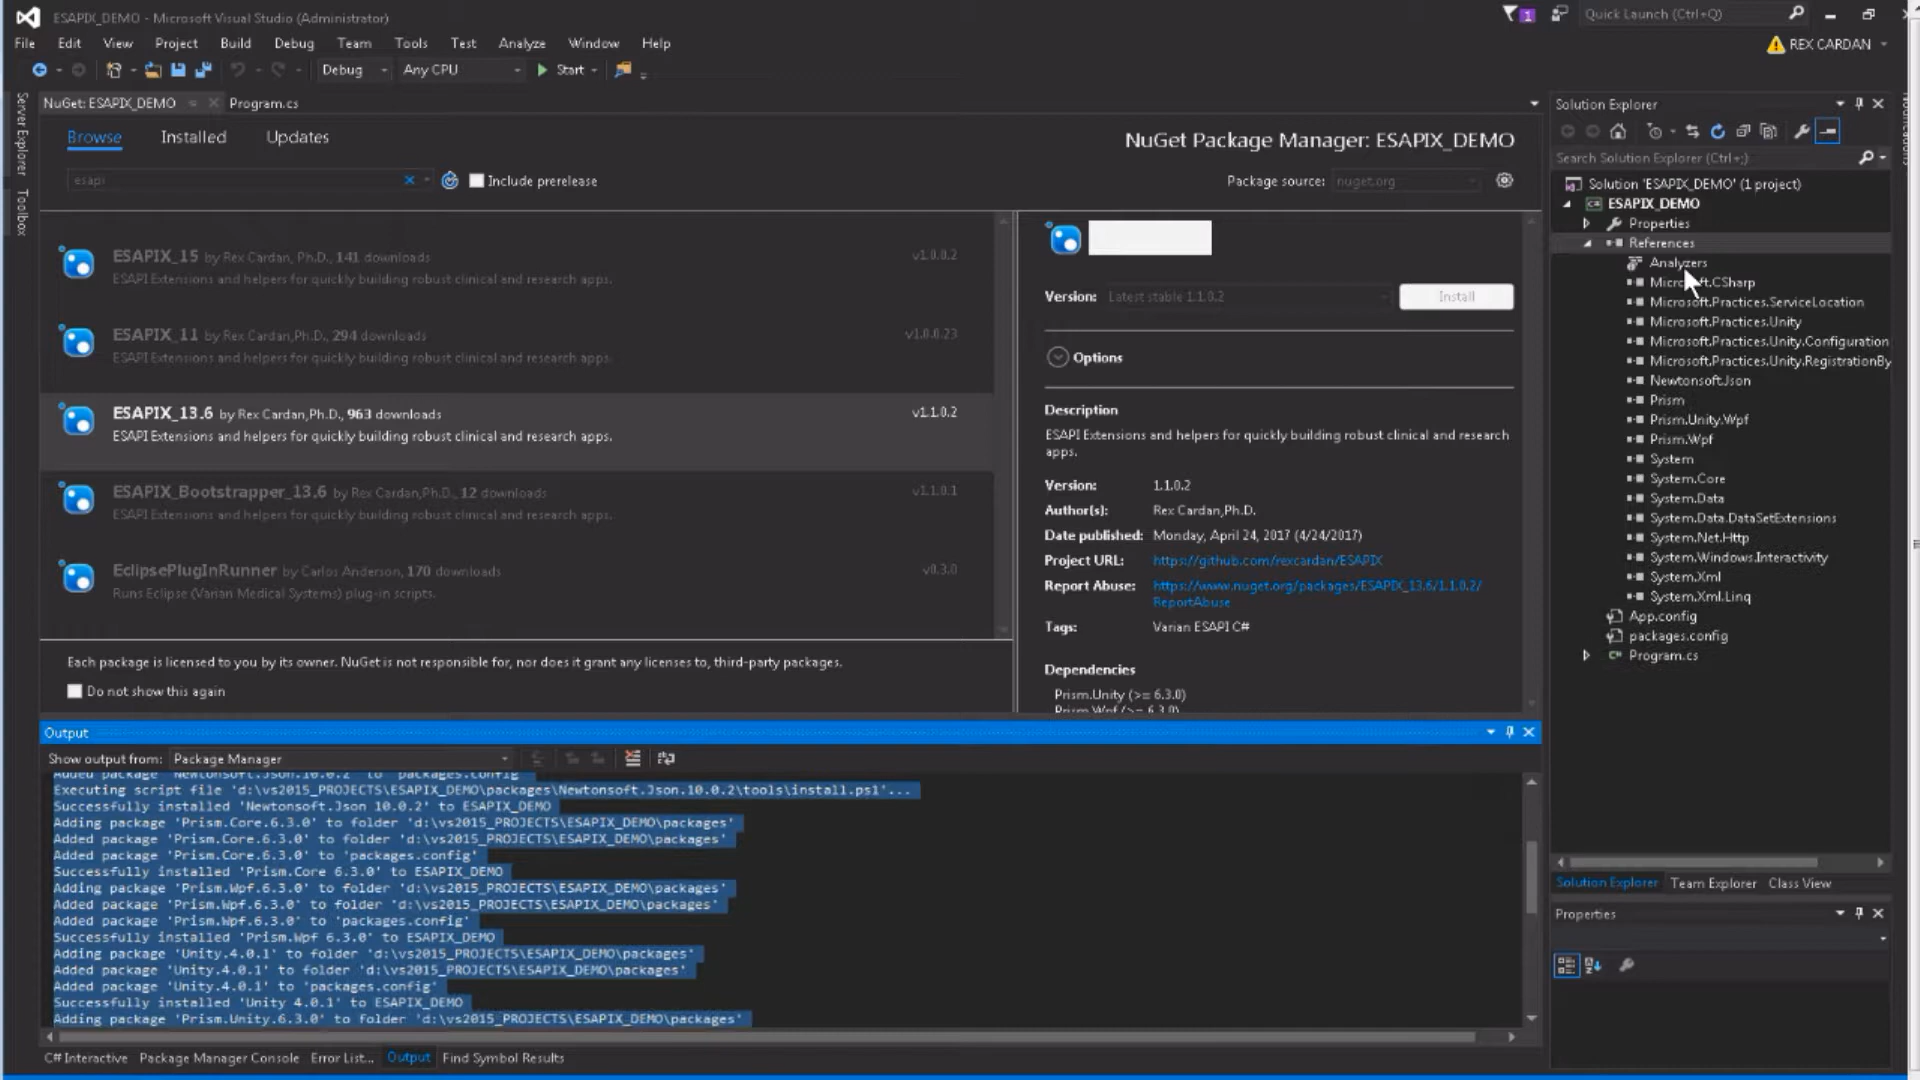 ESAPIX_DEMO - Microsoft Visual Studio (Administrator)
1
Quick Launch (Ctrl+Q)
File Edit View Project Build Debug Team Tools Test Analyze Window Help
REX CARDAN
Debug Any CPU Start
Server Explorer
Toolbox
NuGet: ESAPIX_DEMO
Program.cs
Browse Installed Updates
NuGet Package Manager: ESAPIX_DEMO
esapi
Include prerelease
Package source: nuget.org
ESAPIX_15 by Rex Cardan, Ph.D., 141 downloads
v1.0.0.2
ESAPI Extensions and helpers for quickly building robust clinical and research apps.
ESAPIX_11 by Rex Cardan,Ph.D., 294 downloads
v1.0.0.23
ESAPI Extensions and helpers for quickly building robust clinical and research apps.
ESAPIX_13.6 by Rex Cardan,Ph.D., 963 downloads
v1.1.0.2
ESAPI Extensions and helpers for quickly building robust clinical and research apps.
ESAPIX_Bootstrapper_13.6 by Rex Cardan,Ph.D., 12 downloads
v1.1.0.1
ESAPI Extensions and helpers for quickly building robust clinical and research apps.
EclipsePlugInRunner by Carlos Anderson, 170 downloads
v0.3.0
Runs Eclipse (Varian Medical Systems) plug-in scripts.
Each package is licensed to you by its owner. NuGet is not responsible for, nor does it grant any licenses to, third-party packages.
Do not show this again
Version: Latest stable 1.1.0.2
Install
Options
Description
ESAPI Extensions and helpers for quickly building robust clinical and research
apps.
Version: 1.1.0.2
Author(s): Rex Cardan,Ph.D.
Date published: Monday, April 24, 2017 (4/24/2017)
Project URL: https://github.com/rexcardan/ESAPIX
Report Abuse: https://www.nuget.org/packages/ESAPIX_13.6/1.1.0.2/
ReportAbuse
Tags: Varian ESAPI C#
Dependencies
Prism.Unity (>= 6.3.0)
Prism.Wpf (>= 6.3.0)
Output
Show output from: Package Manager
Added package 'Newtonsoft.Json.10.0.2' to 'packages.config'
Executing script file 'd:\vs2015_PROJECTS\ESAPIX_DEMO\packages\Newtonsoft.Json.10.0.2\tools\install.ps1'...
Successfully installed 'Newtonsoft.Json 10.0.2' to ESAPIX_DEMO
Adding package 'Prism.Core.6.3.0' to folder 'd:\vs2015_PROJECTS\ESAPIX_DEMO\packages'
Added package 'Prism.Core.6.3.0' to folder 'd:\vs2015_PROJECTS\ESAPIX_DEMO\packages'
Added package 'Prism.Core.6.3.0' to 'packages.config'
Successfully installed 'Prism.Core 6.3.0' to ESAPIX_DEMO
Adding package 'Prism.Wpf.6.3.0' to folder 'd:\vs2015_PROJECTS\ESAPIX_DEMO\packages'
Added package 'Prism.Wpf.6.3.0' to folder 'd:\vs2015_PROJECTS\ESAPIX_DEMO\packages'
Added package 'Prism.Wpf.6.3.0' to 'packages.config'
Successfully installed 'Prism.Wpf 6.3.0' to ESAPIX_DEMO
Adding package 'Unity.4.0.1' to folder 'd:\vs2015_PROJECTS\ESAPIX_DEMO\packages'
Added package 'Unity.4.0.1' to folder 'd:\vs2015_PROJECTS\ESAPIX_DEMO\packages'
Added package 'Unity.4.0.1' to 'packages.config'
Successfully installed 'Unity 4.0.1' to ESAPIX_DEMO
Adding package 'Prism.Unity.6.3.0' to folder 'd:\vs2015_PROJECTS\ESAPIX_DEMO\packages'
C# Interactive Package Manager Console Error List... Output Find Symbol Results
Solution Explorer
Search Solution Explorer (Ctrl+;)
Solution 'ESAPIX_DEMO' (1 project)
ESAPIX_DEMO
Properties
References
Analyzers
Microsoft.CSharp
Microsoft.Practices.ServiceLocation
Microsoft.Practices.Unity
Microsoft.Practices.Unity.Configuration
Microsoft.Practices.Unity.RegistrationBy
Newtonsoft.Json
Prism
Prism.Unity.Wpf
Prism.Wpf
System
System.Core
System.Data
System.Data.DataSetExtensions
System.Net.Http
System.Windows.Interactivity
System.Xml
System.Xml.Linq
App.config
packages.config
Program.cs
Solution Explorer Team Explorer Class View
Properties